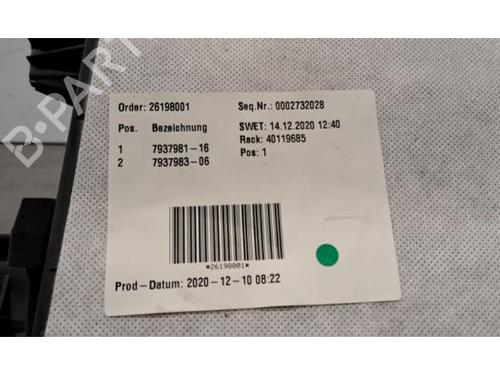 Order: 26198001 Seq.Nr.: 0002732028
Pos. Bezeichnung SWET: 14.12.2020 12:40
Rack: 40119685
1 7937981-16 Pos: 1
2 7937983-06
*26198001*
Prod-Datum: 2020-12-10 08:22
B-PARTS